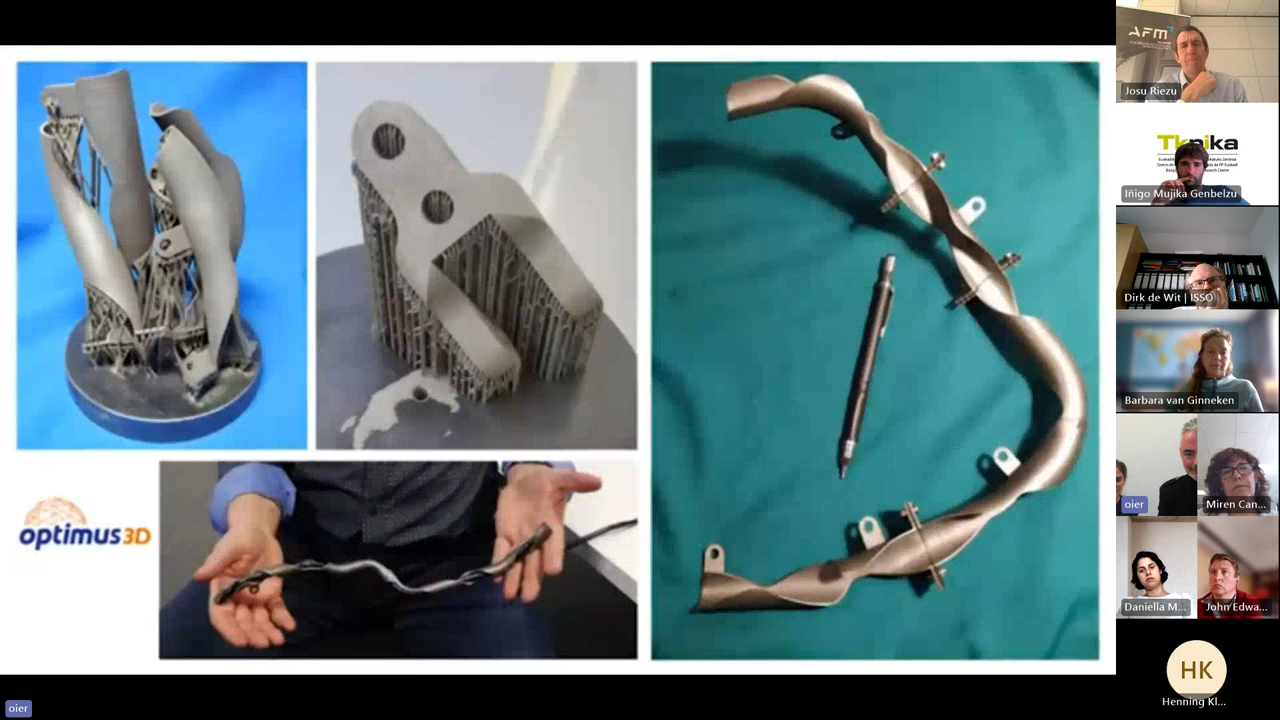 optimus3D
oier
AFM
Josu Riezu
Tknika
Iñigo Mujika Genbelzu
Dirk de Wit | ISSO
Barbara van Ginneken
oier
Miren Can...
Daniella M...
John Edwa...
HK
Henning Kl...